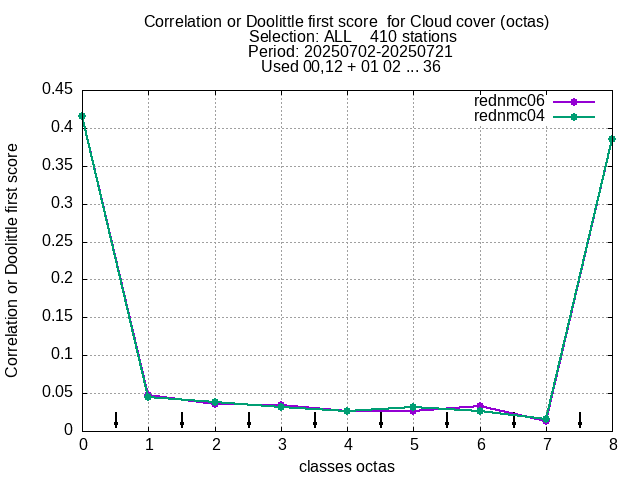 Correlation or Doolittle first score  for Cloud cover (octas)
Selection: ALL    410 stations
Period: 20250702-20250721
Used 00,12 + 01 02 ... 36
rednmc06
rednmc04
Correlation or Doolittle first score
0.45
0.4
0.35
0.3
0.25
0.2
0.15
0.1
0.05
0
0 1 2 3 4 5 6 7 8
classes octas